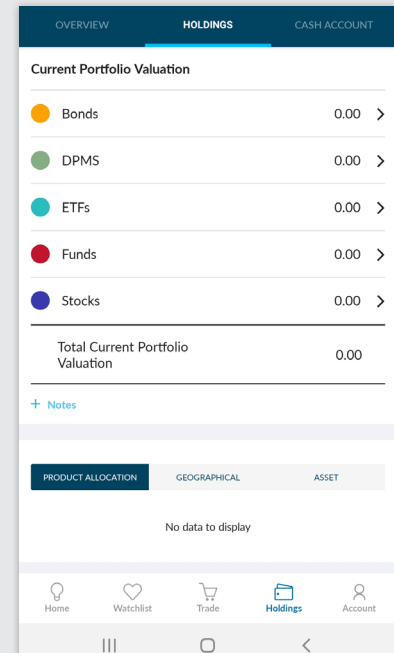 OVERVIEW HOLDINGS CASH ACCOUNT
Current Portfolio Valuation
Bonds 0.00
DPMS 0.00
ETFs 0.00
Funds 0.00
Stocks 0.00
Total Current Portfolio
Valuation 0.00
+ Notes
PRODUCT ALLOCATION GEOGRAPHICAL ASSET
No data to display
Home Watchlist Trade Holdings Account